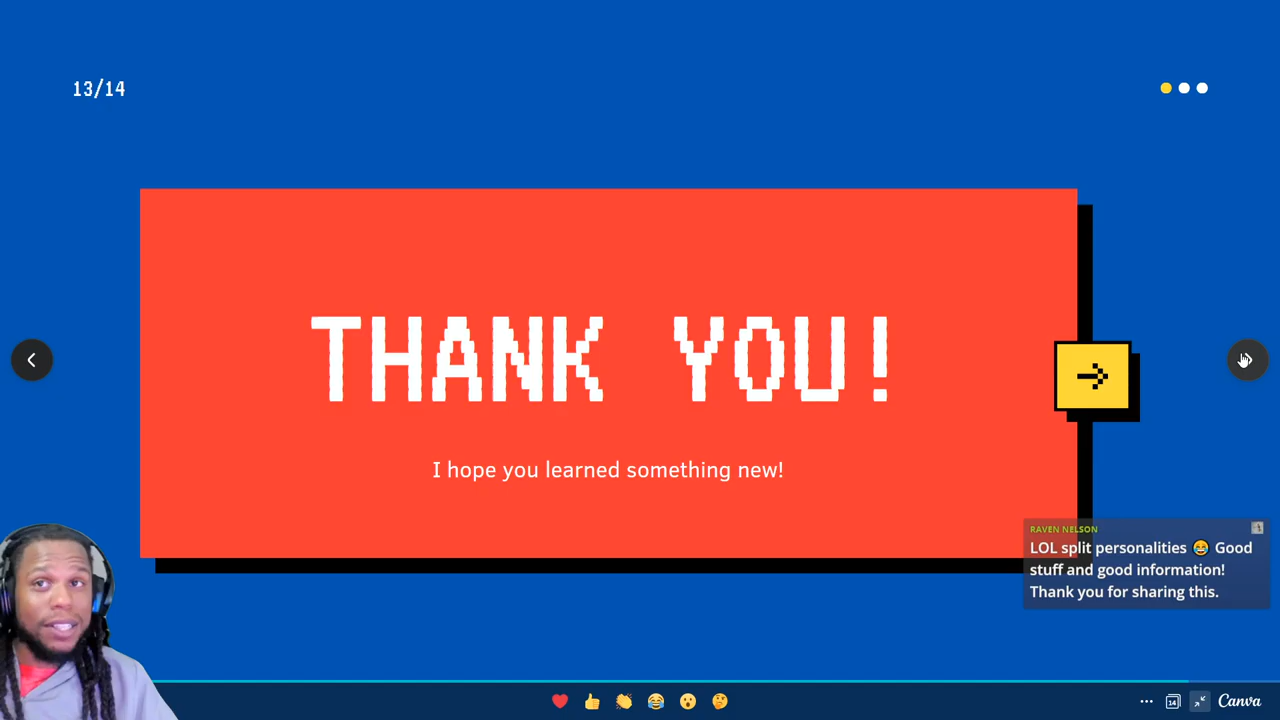 13/14
THANK YOU!
I hope you learned something new!
RAVEN NELSON
LOL split personalities 😂 Good
stuff and good information!
Thank you for sharing this.
14
Canva